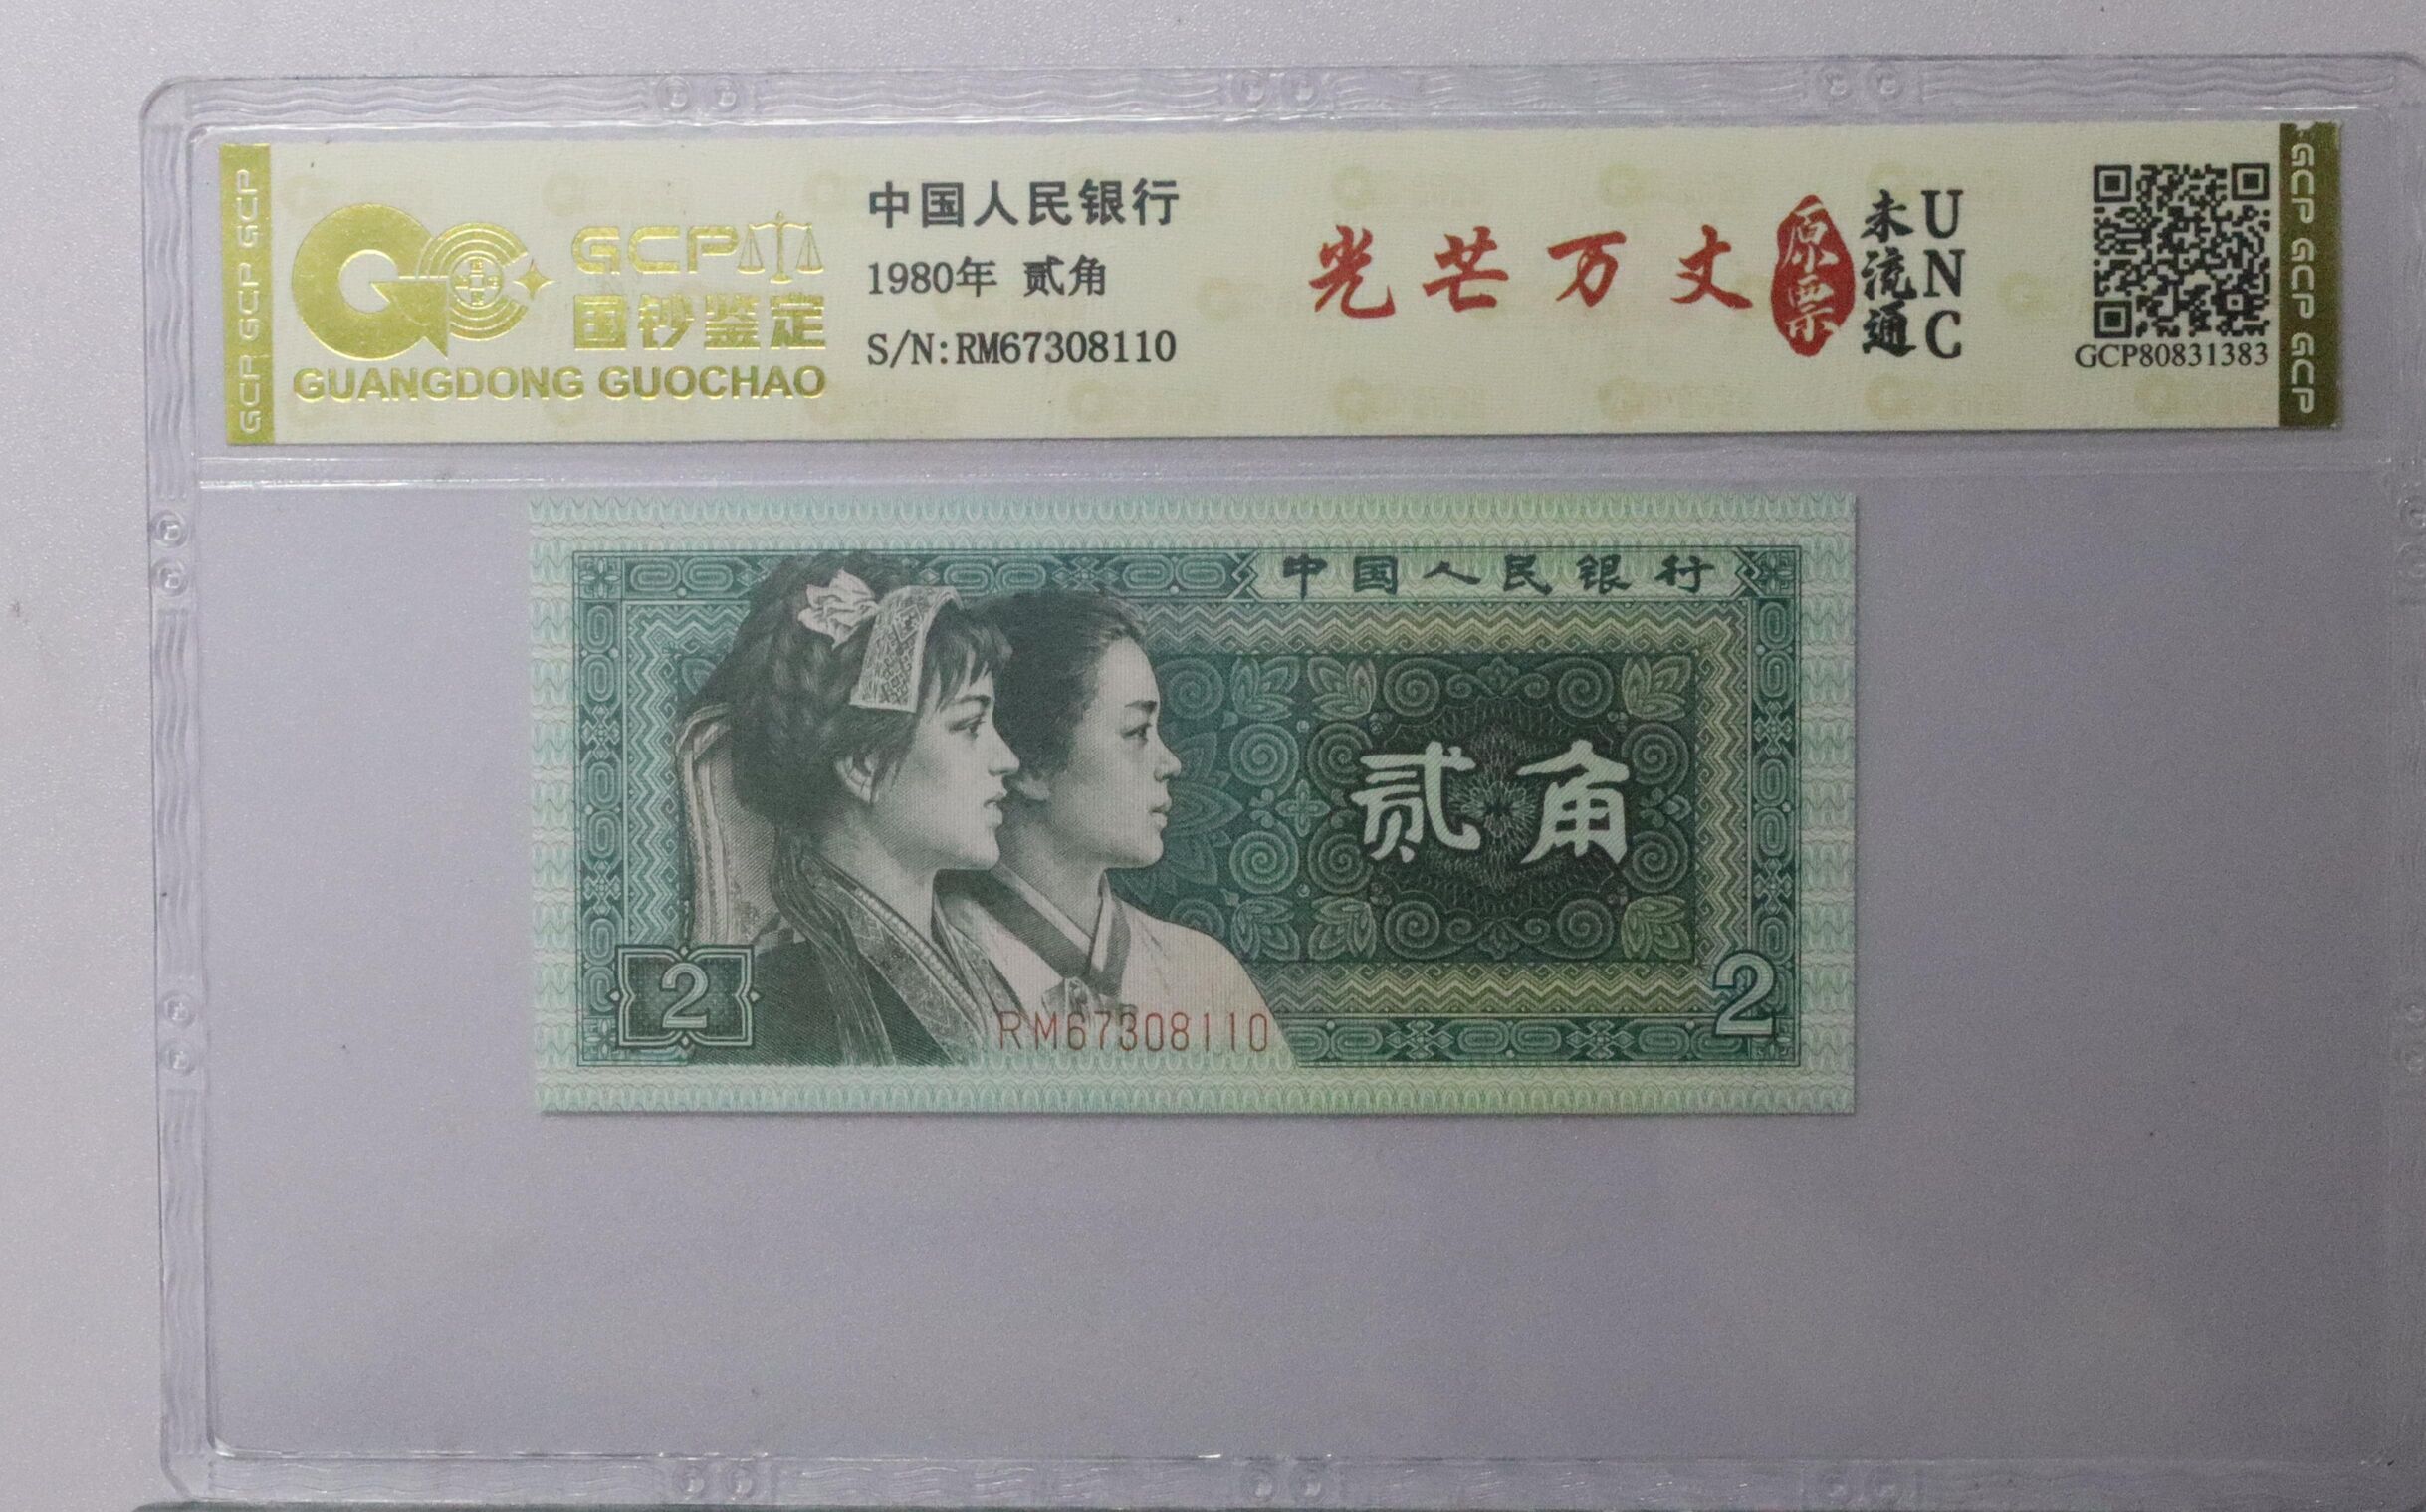 GCP GCP GCP
GCP
国钞鉴定
GUANGDONG GUOCHAO
中国人民银行
1980年 贰角
S/N:RM67308110
光芒万丈
原票
未流通
UNC
GCP80831383
GCP GCP GCP
中国人民银行
贰角
2
2
RM67308110